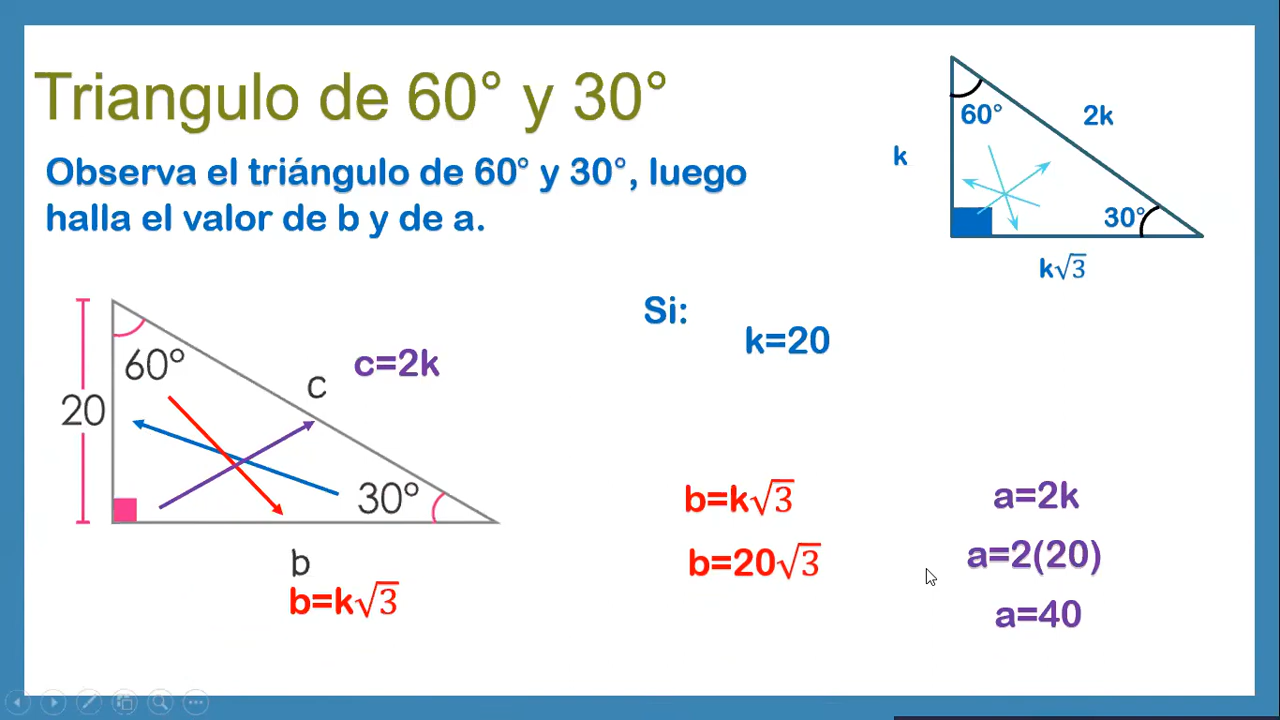 Triangulo de 60° y 30°
Observa el triángulo de 60° y 30°, luego
halla el valor de b y de a.
60°
2k
k
30°
k√3
Si:
k=20
60°
20
c
c=2k
30°
b
b=k√3
b=k√3
b=20√3
a=2k
a=2(20)
a=40